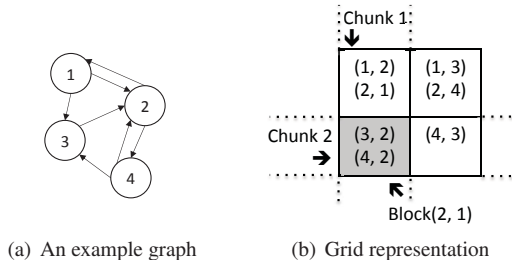 Chunk 1
1
2
3
4
(1, 2)
(2, 1)
(1, 3)
(2, 4)
Chunk 2
(3, 2)
(4, 2)
(4, 3)
Block(2, 1)
(a) An example graph
(b) Grid representation